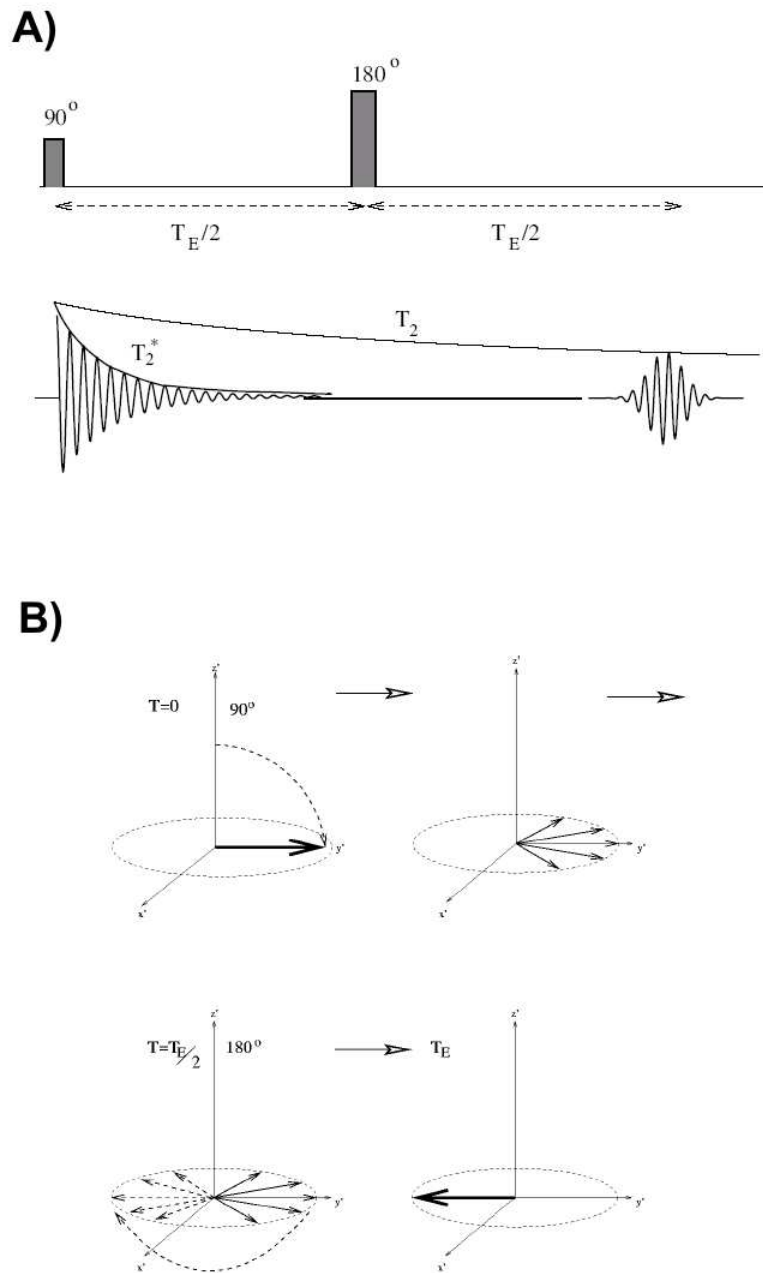 A)
90°
180°
T_E/2
T_E/2
T_2
T_2^*
B)
z'
T=0
90°
y'
x'
z'
y'
x'
z'
T=T_E/2
180°
y'
x'
z'
T_E
y'
x'